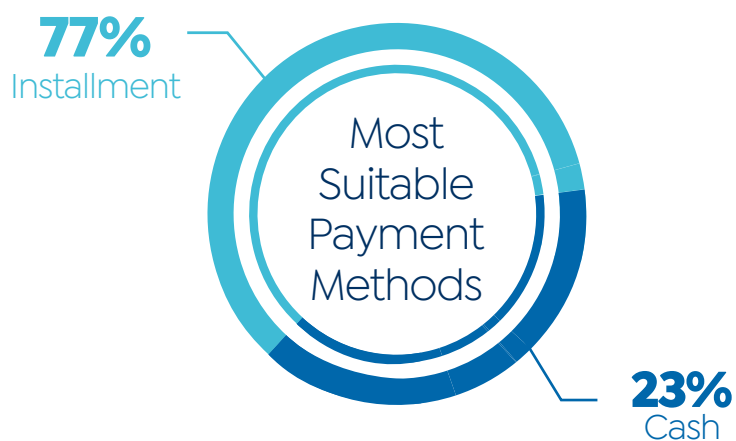 77%
Installment
Most
Suitable
Payment
Methods
23%
Cash